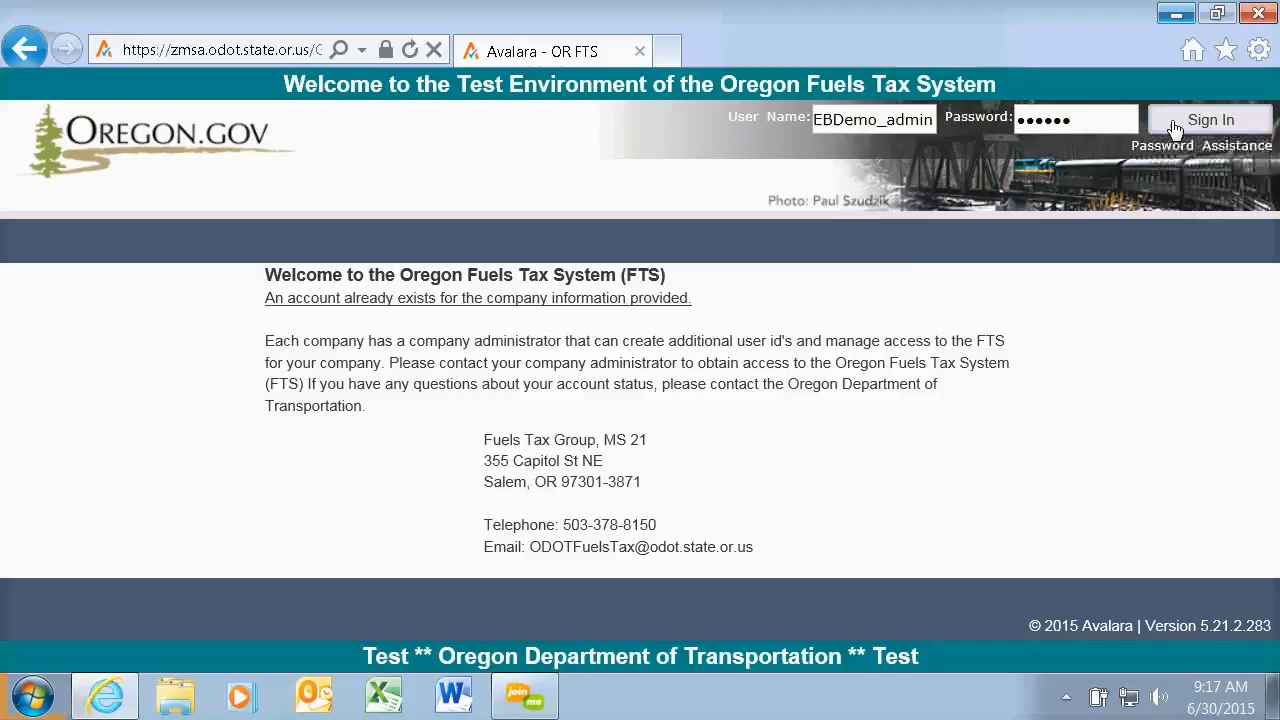 https://zmsa.odot.state.or.us/C
Avalara - OR FTS
Welcome to the Test Environment of the Oregon Fuels Tax System
OREGON.GOV
User Name: EBDemo_admin Password: •••••• Sign In
Password Assistance
Photo: Paul Szudzik
Welcome to the Oregon Fuels Tax System (FTS)
An account already exists for the company information provided.
Each company has a company administrator that can create additional user id's and manage access to the FTS
for your company. Please contact your company administrator to obtain access to the Oregon Fuels Tax System
(FTS) If you have any questions about your account status, please contact the Oregon Department of
Transportation.
Fuels Tax Group, MS 21
355 Capitol St NE
Salem, OR 97301-3871
Telephone: 503-378-8150
Email: ODOTFuelsTax@odot.state.or.us
© 2015 Avalara | Version 5.21.2.283
Test ** Oregon Department of Transportation ** Test
join
me
9:17 AM
6/30/2015